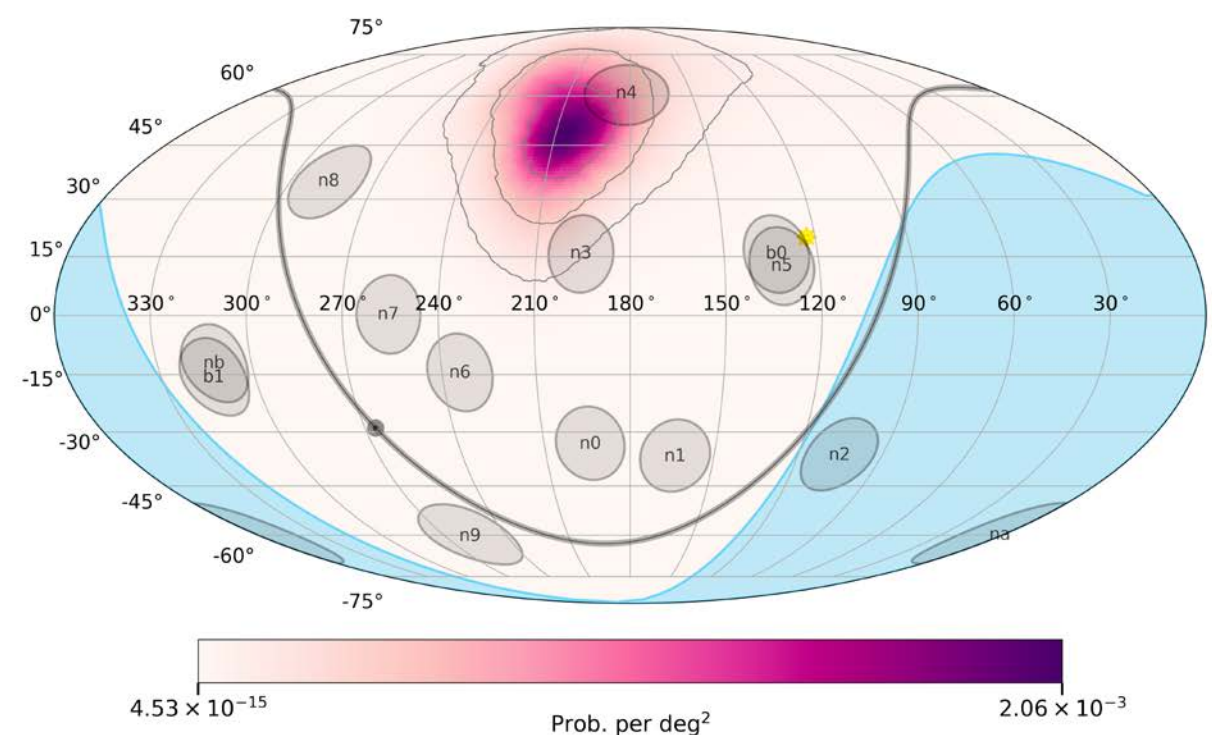 75°
60°
45°
30°
15°
0°
-15°
-30°
-45°
-60°
-75°
330° 300° 270° 240° 210° 180° 150° 120° 90° 60° 30°
n4
n8
n3
b0
n5
n7
nb
b1
n6
n0
n1
n2
n9
na
4.53 × 10⁻¹⁵
2.06 × 10⁻³
Prob. per deg²